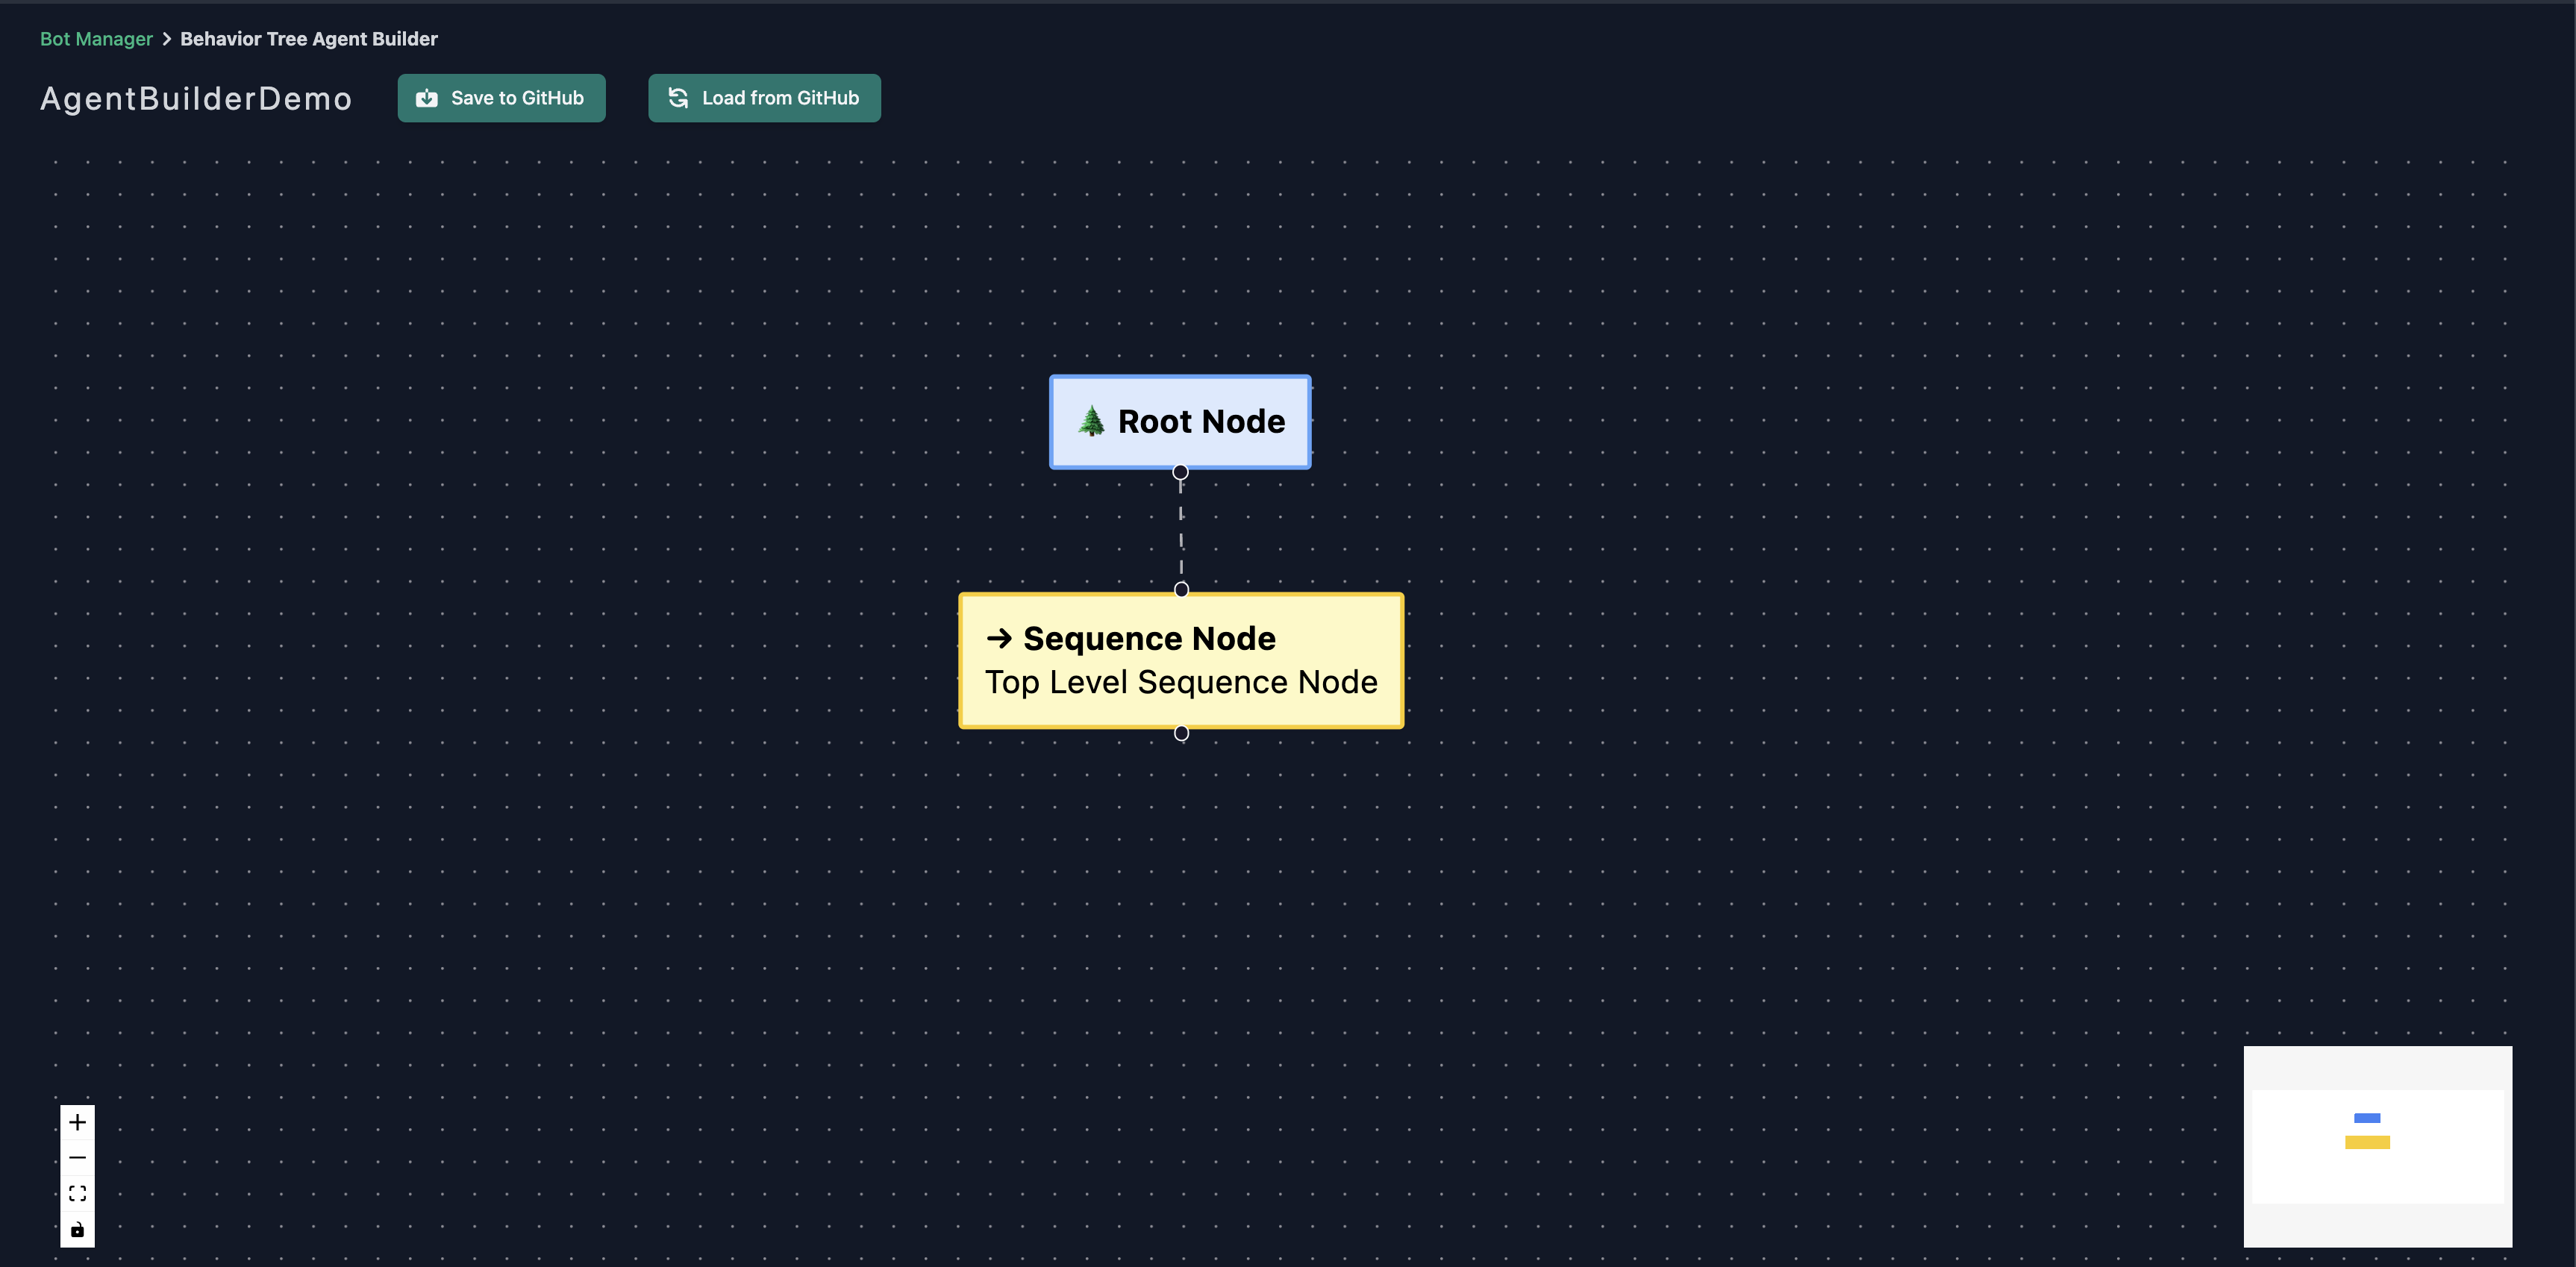 Bot Manager > Behavior Tree Agent Builder
AgentBuilderDemo
Save to GitHub
Load from GitHub
Root Node
→ Sequence Node
Top Level Sequence Node